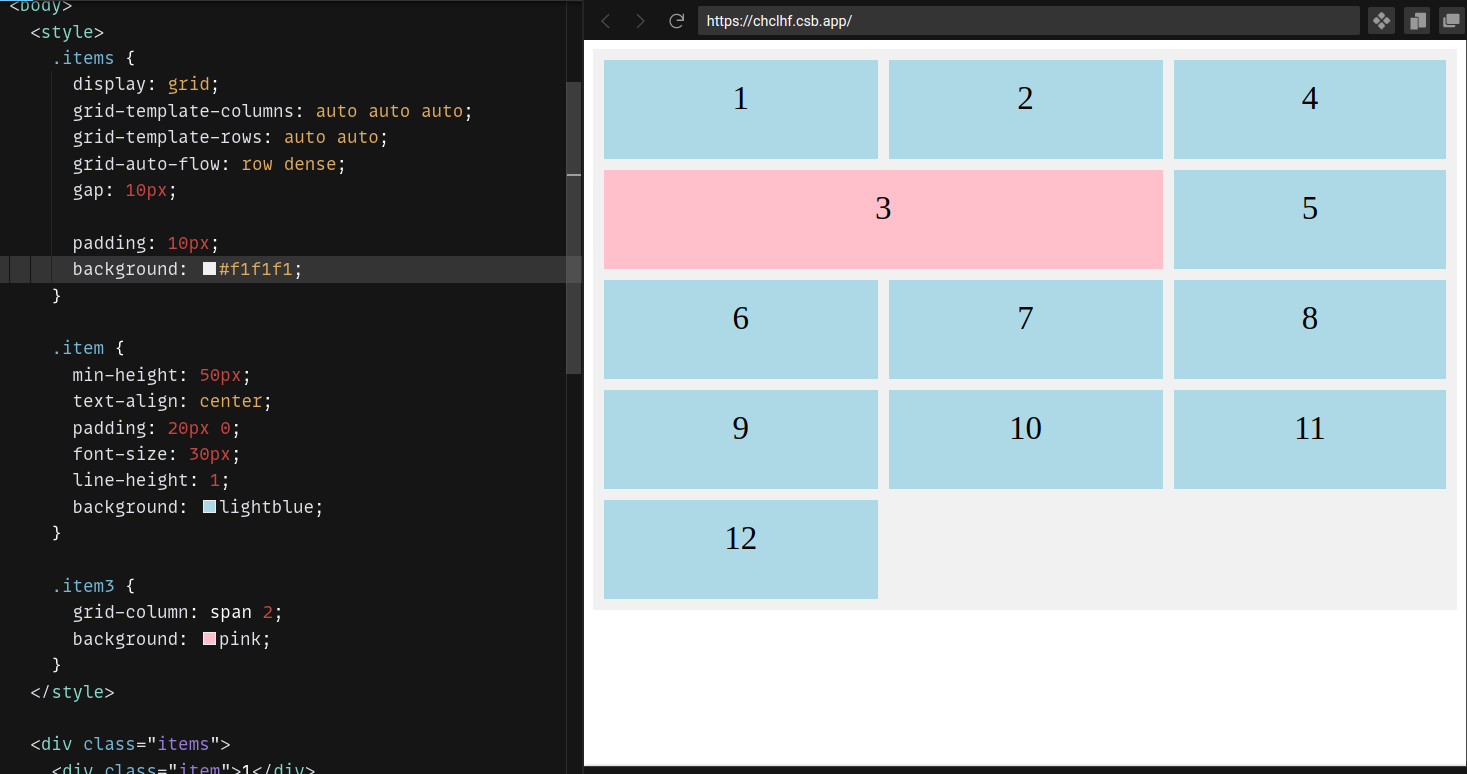 <body>
<style>
.items {
display: grid;
grid-template-columns: auto auto auto;
grid-template-rows: auto auto;
grid-auto-flow: row dense;
gap: 10px;
padding: 10px;
background: #f1f1f1;
}
.item {
min-height: 50px;
text-align: center;
padding: 20px 0;
font-size: 30px;
line-height: 1;
background: lightblue;
}
.item3 {
grid-column: span 2;
background: pink;
}
</style>
<div class="items">
<div class="item">1</div>
https://chclhf.csb.app/
1 2 4
3 5
6 7 8
9 10 11
12